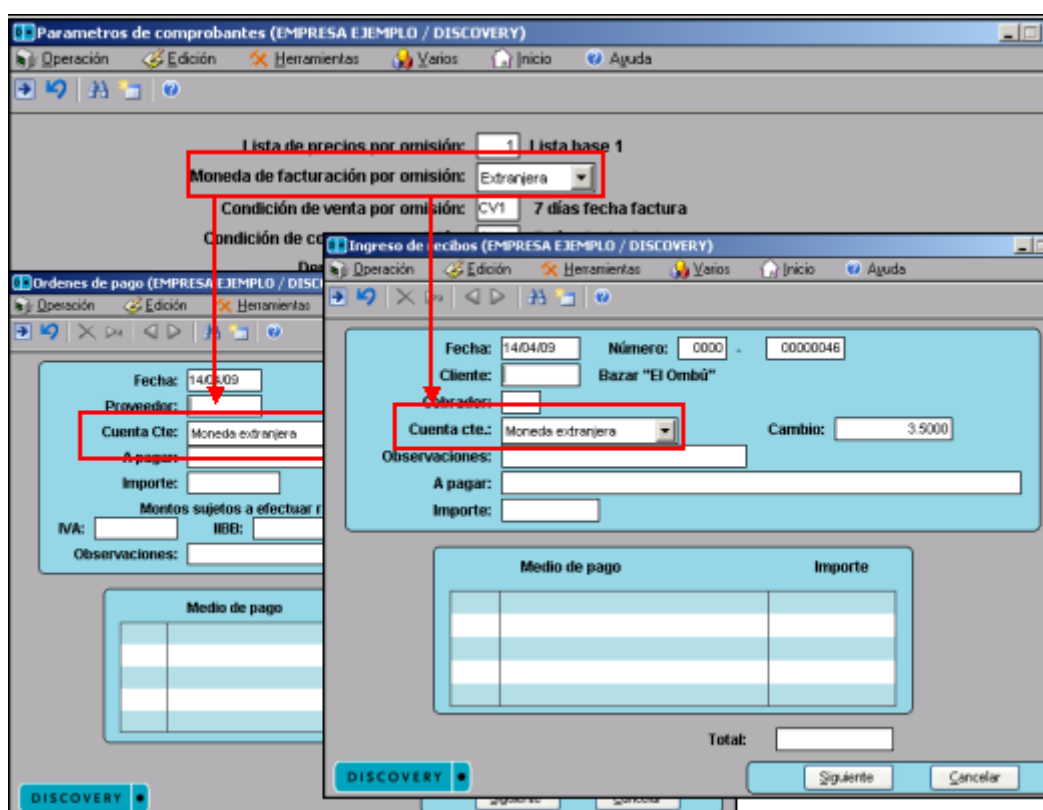 Parametros de comprobantes (EMPRESA EJEMPLO / DISCOVERY)
Operación Edición Herramientas Varios Inicio Ayuda
Lista de precios por omisión: 1 Lista base 1
Moneda de facturación por omisión: Extranjera
Condición de venta por omisión: CV1 7 días fecha factura
Condición de co
Ingreso de recibos (EMPRESA EJEMPLO / DISCOVERY)
Operación Edición Herramientas Varios Inicio Ayuda
Fecha: 14/04/09 Número: 0000 - 00000046
Cliente: Bazar "El Ombú"
Cobrador:
Cuenta cte.: Moneda extranjera Cambio: 3.5000
Observaciones:
A pagar:
Importe:
Medio de pago Importe
Total:
DISCOVERY
Siguiente Cancelar
Ordenes de pago (EMPRESA EJEMPLO / DISC
Operación Edición Herramientas
Fecha: 14/04/09
Proveedor:
Cuenta Cte: Moneda extranjera
A pagar:
Importe:
Montos sujetos a efectuar r
IVA: IIBB:
Observaciones:
Medio de pago
DISCOVERY
Siguiente Cancelar